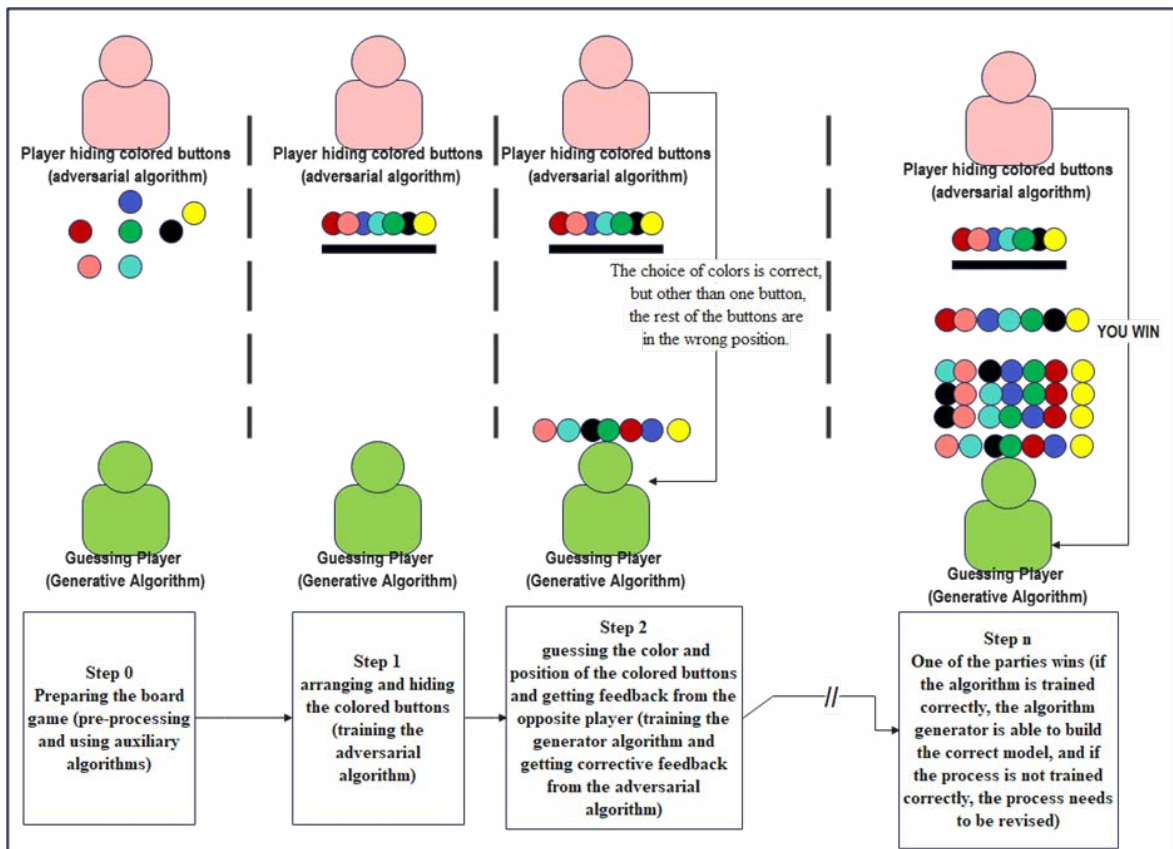 Player hiding colored buttons
(adversarial algorithm)
Player hiding colored buttons
(adversarial algorithm)
Player hiding colored buttons
(adversarial algorithm)
Player hiding colored buttons
(adversarial algorithm)
The choice of colors is correct,
but other than one button,
the rest of the buttons are
in the wrong position.
YOU WIN
Guessing Player
(Generative Algorithm)
Guessing Player
(Generative Algorithm)
Guessing Player
(Generative Algorithm)
Guessing Player
(Generative Algorithm)
Step 0
Preparing the board
game (pre-processing
and using auxiliary
algorithms)
Step 1
arranging and hiding
the colored buttons
(training the
adversarial
algorithm)
Step 2
guessing the color and
position of the colored buttons
and getting feedback from the
opposite player (training the
generator algorithm and
getting corrective feedback
from the adversarial
algorithm)
//
Step n
One of the parties wins (if
the algorithm is trained
correctly, the algorithm
generator is able to build
the correct model, and if
the process is not trained
correctly, the process needs
to be revised)